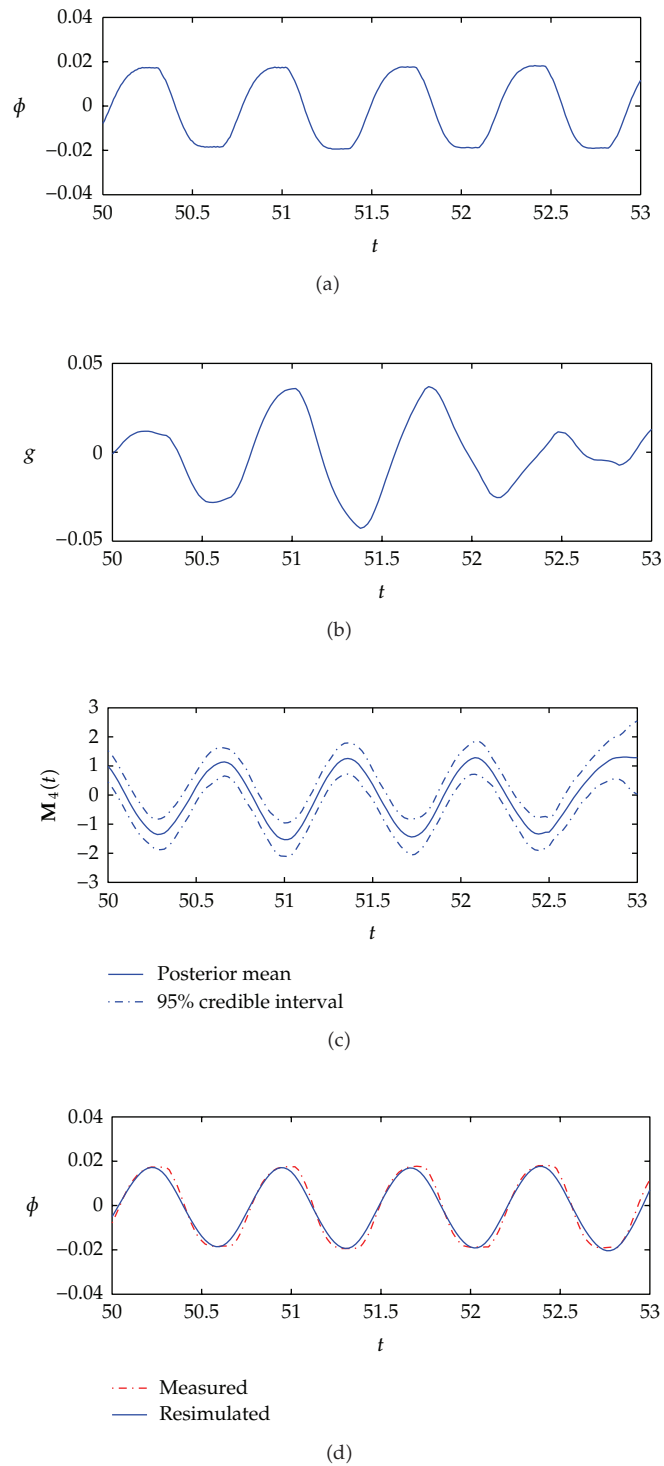 0.04
0.02
0
−0.02
−0.04
ϕ
50 50.5 51 51.5 52 52.5 53
t
(a)
0.05
0
−0.05
g
50 50.5 51 51.5 52 52.5 53
t
(b)
3
2
1
0
−1
−2
−3
M₄(t)
50 50.5 51 51.5 52 52.5 53
t
Posterior mean
95% credible interval
(c)
0.04
0.02
0
−0.02
−0.04
ϕ
50 50.5 51 51.5 52 52.5 53
t
Measured
Resimulated
(d)